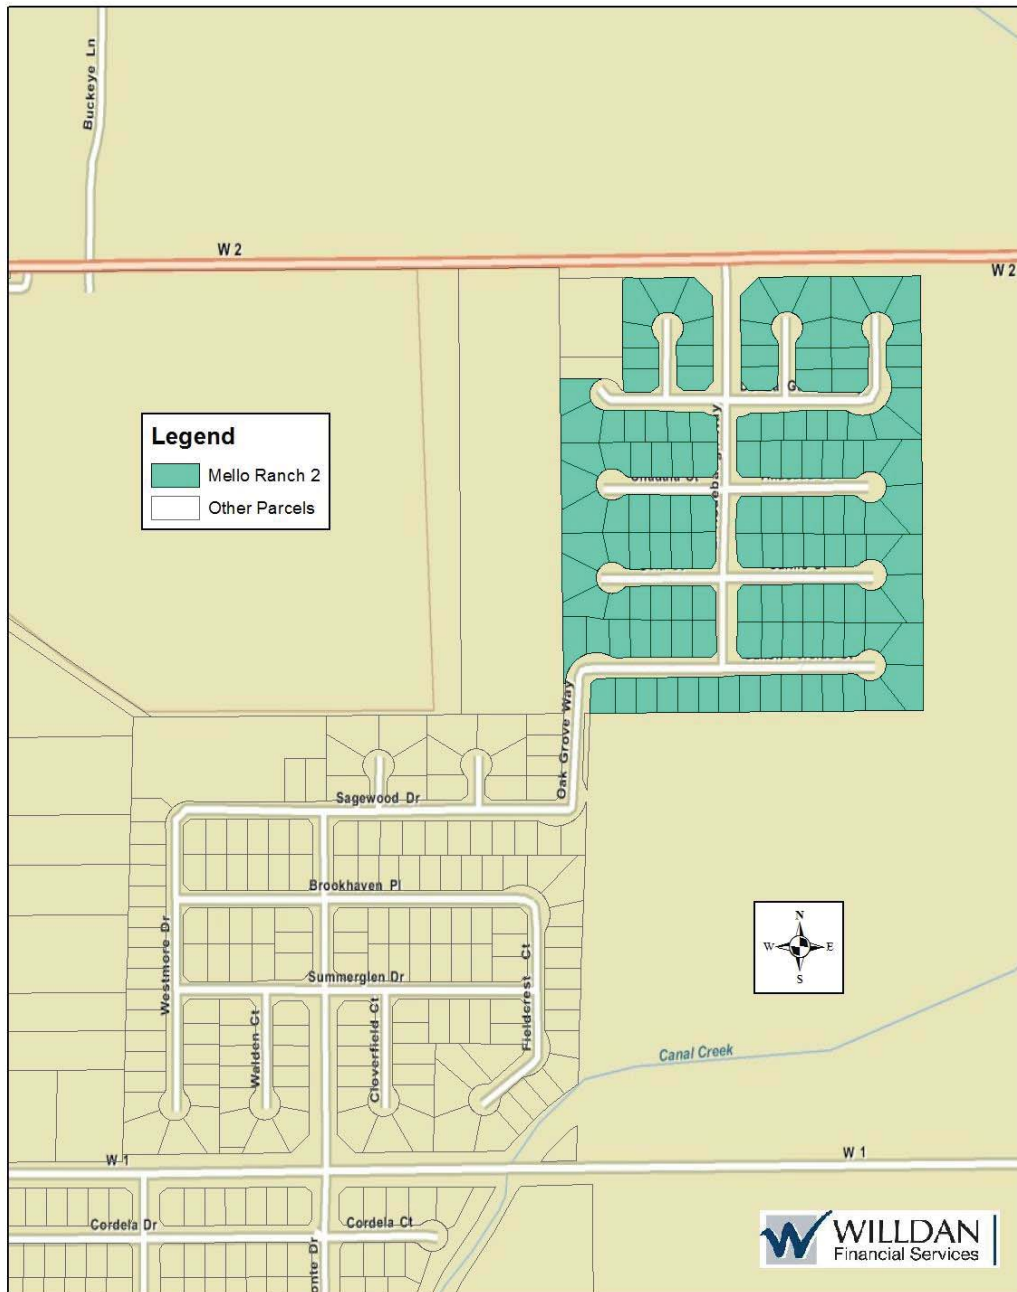 Buckeye Ln
W 2
W 2
Legend
Mello Ranch 2
Other Parcels
Oak Grove Way
Sagewood Dr
Brookhaven Pl
Westmore Dr
Summerglen Dr
Fieldcrest Ct
Walden Ct
Cloverfield Ct
N
W E
S
Canal Creek
W 1
W 1
Cordela Dr
Cordela Ct
WILLDAN
Financial Services